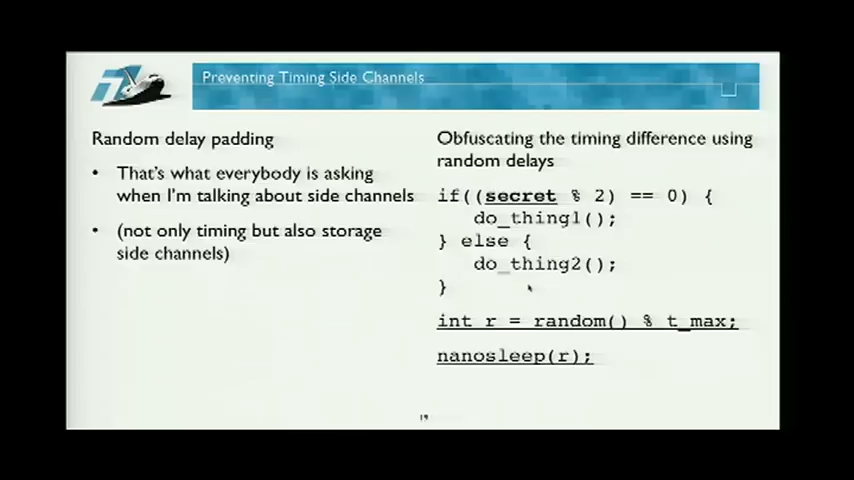 Preventing Timing Side Channels
Random delay padding
• That's what everybody is asking
when I'm talking about side channels
• (not only timing but also storage
side channels)
Obfuscating the timing difference using
random delays
if((secret % 2) == 0) {
do_thing1();
} else {
do_thing2();
}
int r = random() % t_max;
nanosleep(r);
19